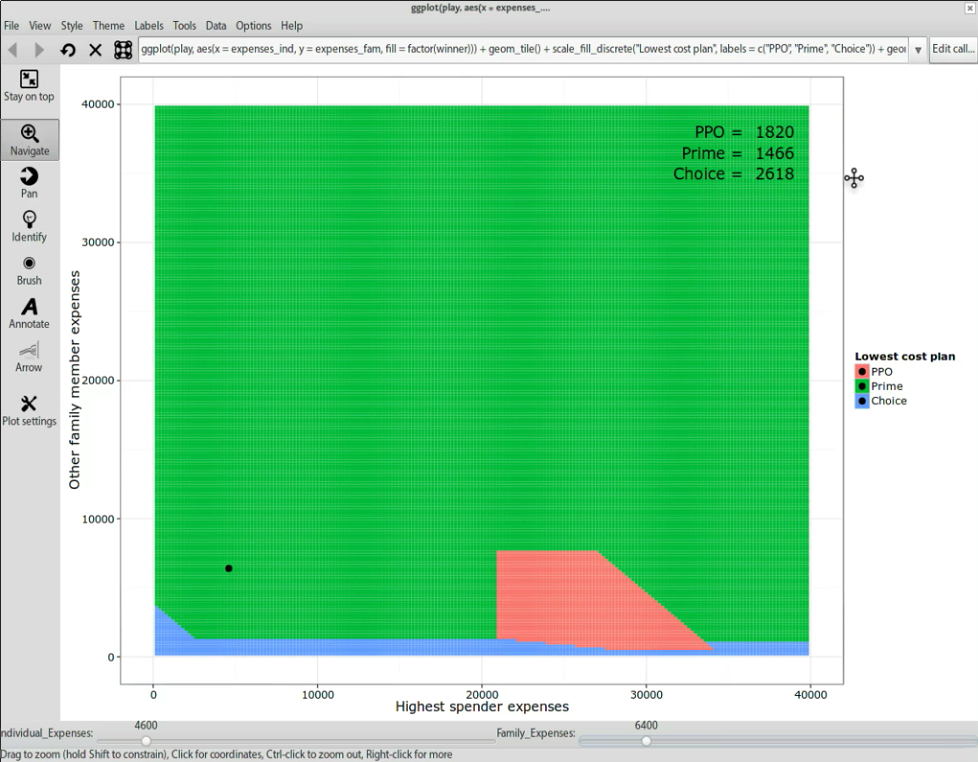 ggplot(play, aes(x = expenses_....
File View Style Theme Labels Tools Data Options Help
ggplot(play, aes(x = expenses_ind, y = expenses_fam, fill = factor(winner))) + geom_tile() + scale_fill_discrete("Lowest cost plan", labels = c("PPO", "Prime", "Choice")) + geo
Edit call...
Stay on top
Navigate
Pan
Identify
Brush
Annotate
Arrow
Plot settings
Other family member expenses
40000
30000
20000
10000
0
PPO = 1820
Prime = 1466
Choice = 2618
0 10000 20000 30000 40000
Highest spender expenses
Lowest cost plan
PPO
Prime
Choice
4600
ndividual_Expenses:
6400
Family_Expenses:
Drag to zoom (hold Shift to constrain), Click for coordinates, Ctrl-click to zoom out, Right-click for more